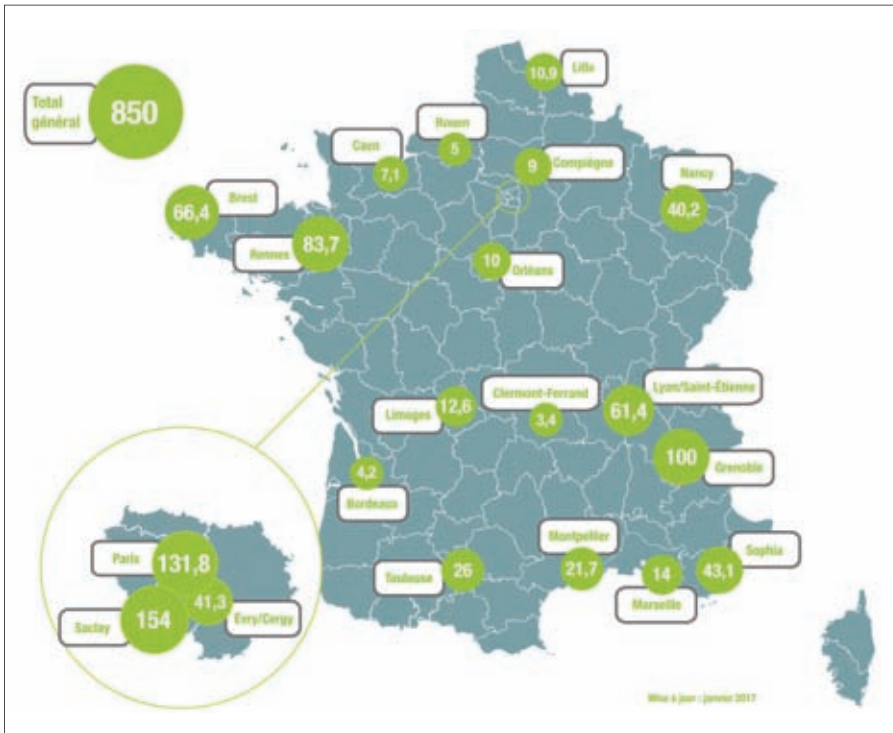 Total
général
850
10,9
Lille
Rouen
5
Caen
7,1
9
Compiègne
Nancy
40,2
66,4
Brest
83,7
Rennes
10
Orléans
Lyon/Saint-Étienne
61,4
Clermont-Ferrand
3,4
12,6
Limoges
100
Grenoble
4,2
Bordeaux
Montpellier
21,7
Sophia
43,1
14
Marseille
26
Toulouse
Paris
131,8
41,3
Evry/Cergy
154
Saclay
Mise à jour : janvier 2017